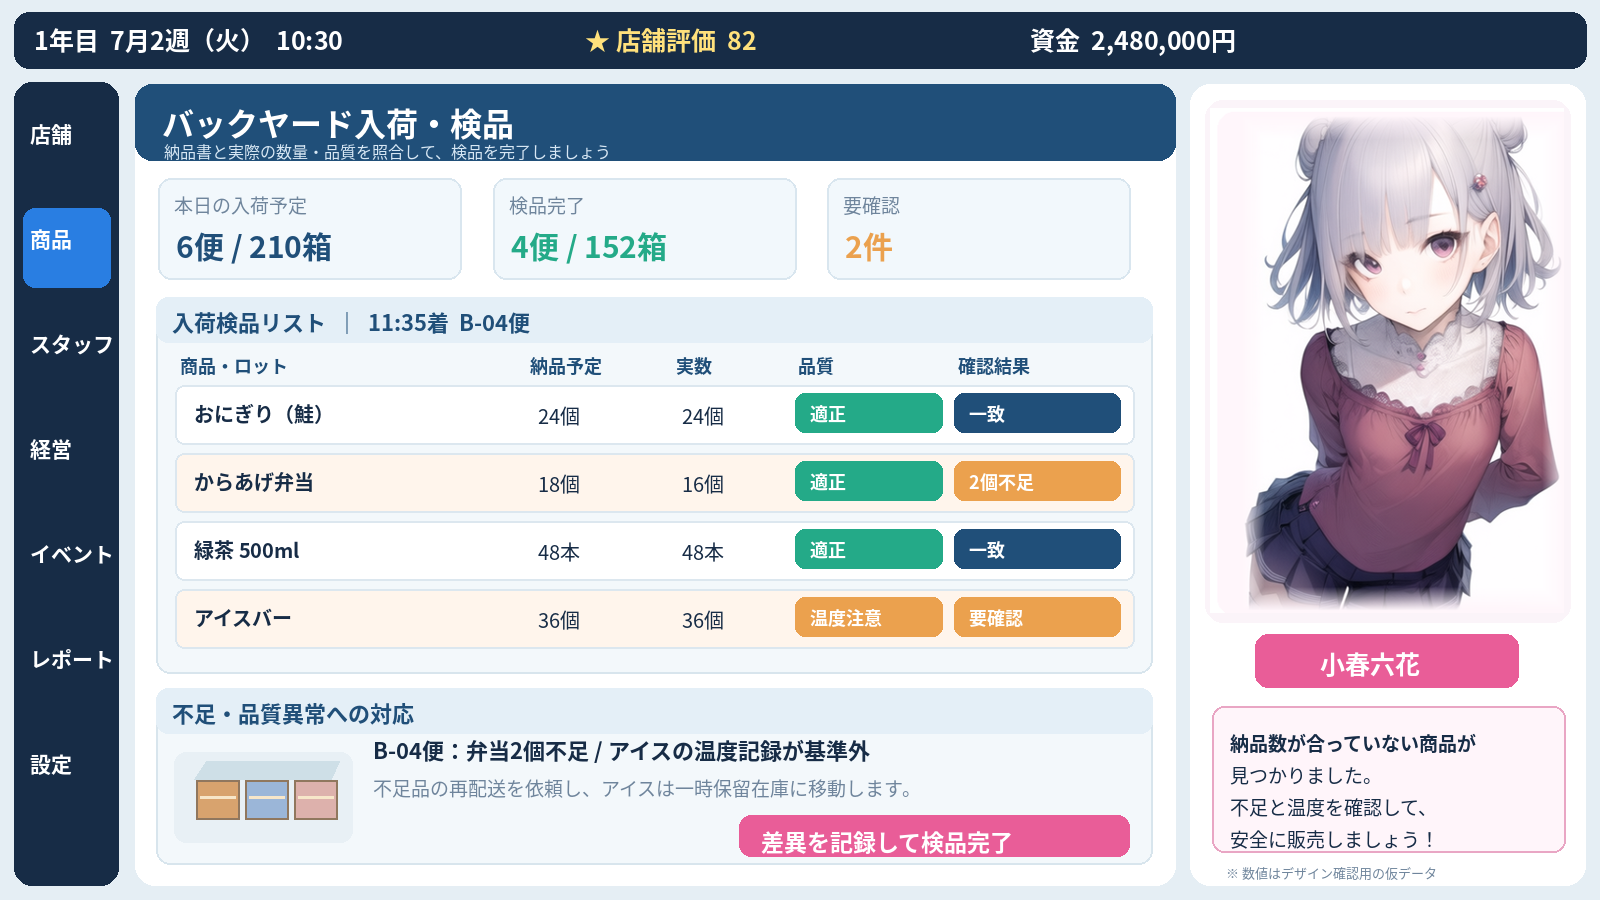 1年目 7月2週（火） 10:30
★ 店舗評価 82
資金 2,480,000円
店舗
商品
スタッフ
経営
イベント
レポート
設定
バックヤード入荷・検品
納品書と実際の数量・品質を照合して、検品を完了しましょう
本日の入荷予定
6便 / 210箱
検品完了
4便 / 152箱
要確認
2件
入荷検品リスト ｜ 11:35着 B-04便
商品・ロット 納品予定 実数 品質 確認結果
おにぎり（鮭） 24個 24個 適正 一致
からあげ弁当 18個 16個 適正 2個不足
緑茶 500ml 48本 48本 適正 一致
アイスバー 36個 36個 温度注意 要確認
不足・品質異常への対応
B-04便：弁当2個不足 / アイスの温度記録が基準外
不足品の再配送を依頼し、アイスは一時保留在庫に移動します。
差異を記録して検品完了
小春六花
納品数が合っていない商品が
見つかりました。
不足と温度を確認して、
安全に販売しましょう！
※ 数値はデザイン確認用の仮データ